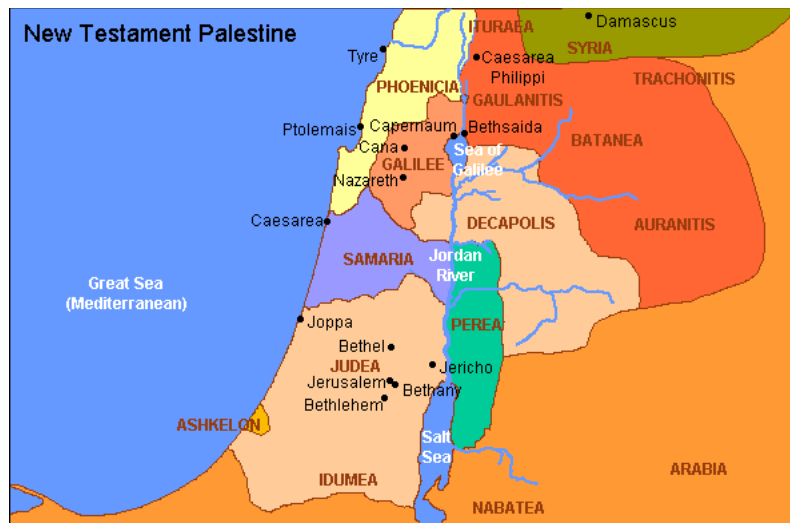 New Testament Palestine
ITURAEA
Damascus
SYRIA
Tyre
Caesarea
Philippi
TRACHONITIS
PHOENICIA
GAULANITIS
Ptolemais
Capernaum
Bethsaida
BATANEA
Cana
Sea of
Galilee
GALILEE
Nazareth
Caesarea
DECAPOLIS
AURANITIS
SAMARIA
Jordan
River
Great Sea
(Mediterranean)
Joppa
PEREA
Bethel
JUDEA
Jericho
Jerusalem
Bethany
Bethlehem
ASHKELON
Salt
Sea
IDUMEA
ARABIA
NABATEA